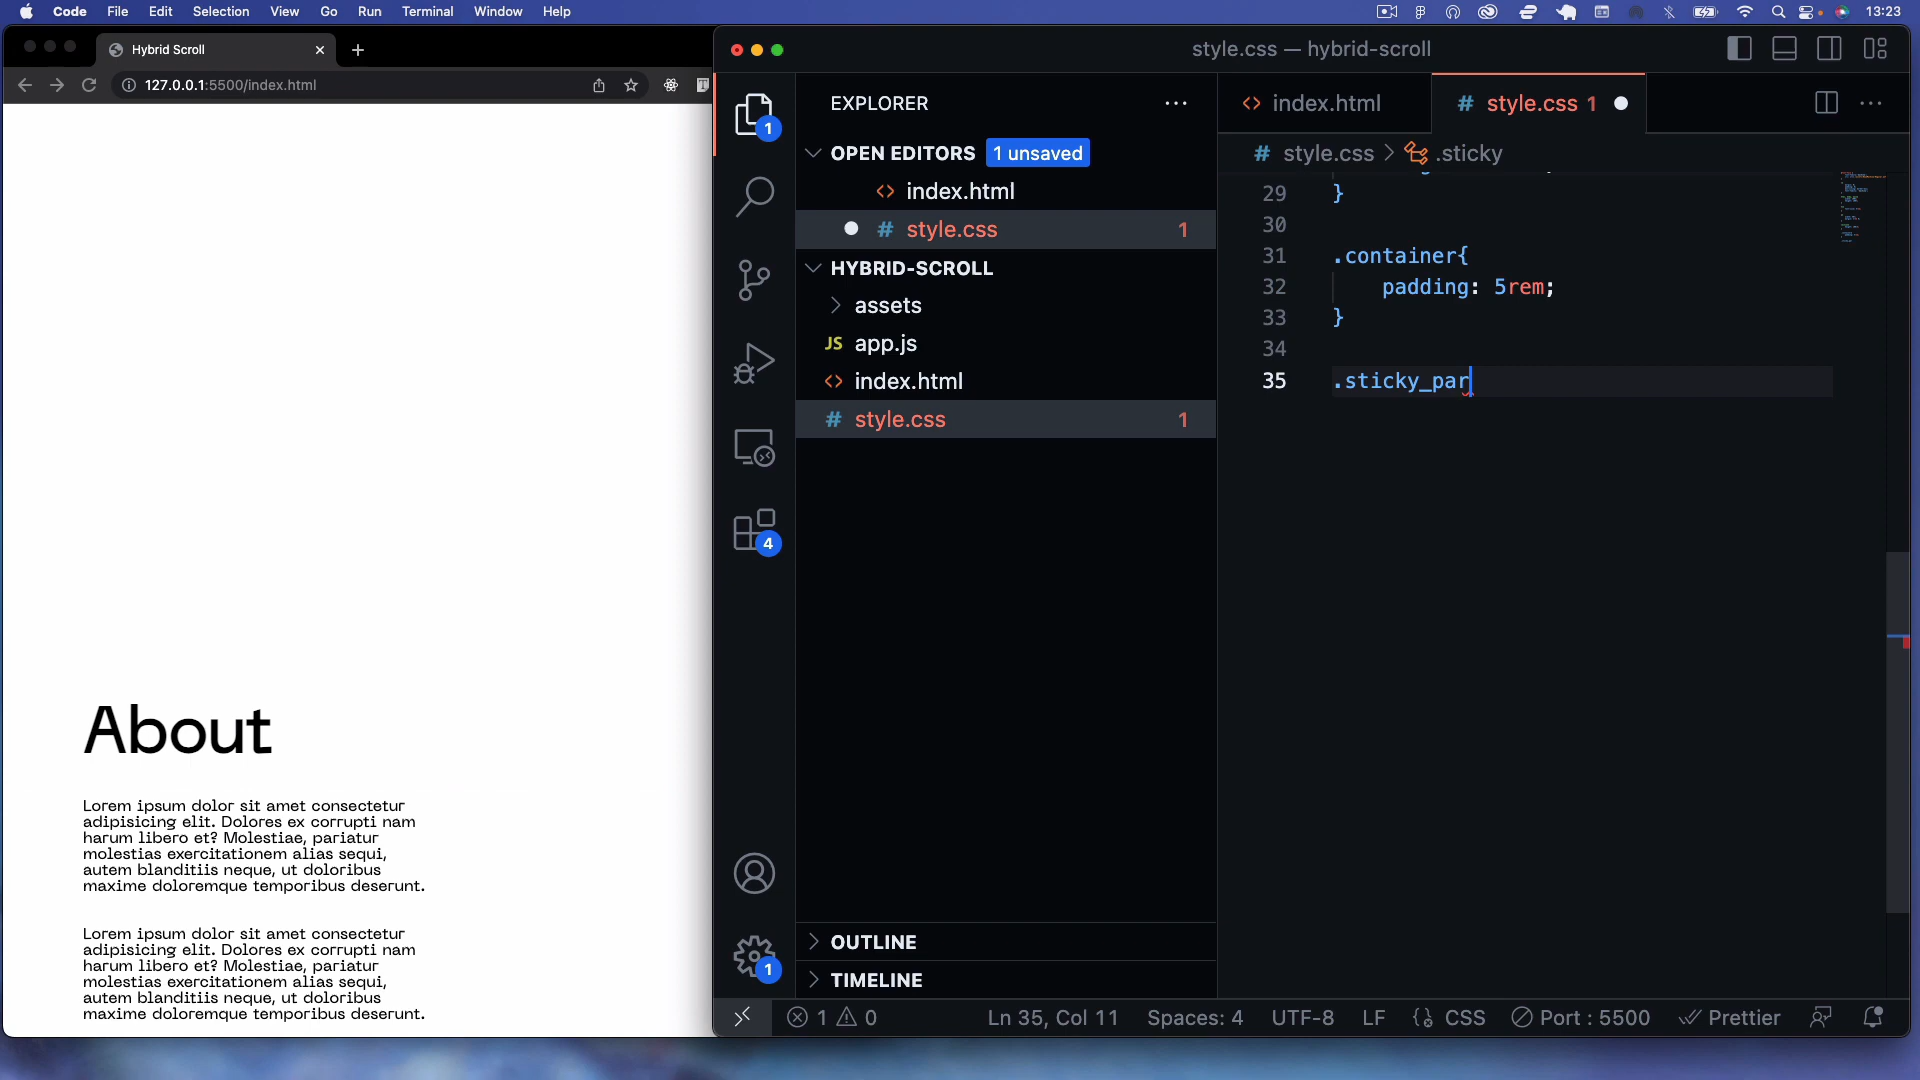 Code File Edit Selection View Go Run Terminal Window Help 13:23
Hybrid Scroll
127.0.0.1:5500/index.html
About
Lorem ipsum dolor sit amet consectetur
adipisicing elit. Dolores ex corrupti nam
harum libero et? Molestiae, pariatur
molestias exercitationem alias sequi,
autem blanditiis neque, ut doloribus
maxime doloremque temporibus deserunt.
Lorem ipsum dolor sit amet consectetur
adipisicing elit. Dolores ex corrupti nam
harum libero et? Molestiae, pariatur
molestias exercitationem alias sequi,
autem blanditiis neque, ut doloribus
maxime doloremque temporibus deserunt.
style.css — hybrid-scroll
1
4
1
EXPLORER
OPEN EDITORS 1 unsaved
<> index.html
# style.css 1
HYBRID-SCROLL
assets
JS app.js
<> index.html
# style.css 1
OUTLINE
TIMELINE
<> index.html # style.css 1
# style.css > .sticky
29 }
30
31 .container{
32 padding: 5rem;
33 }
34
35 .sticky_par
1 0 Ln 35, Col 11 Spaces: 4 UTF-8 LF CSS Port : 5500 Prettier